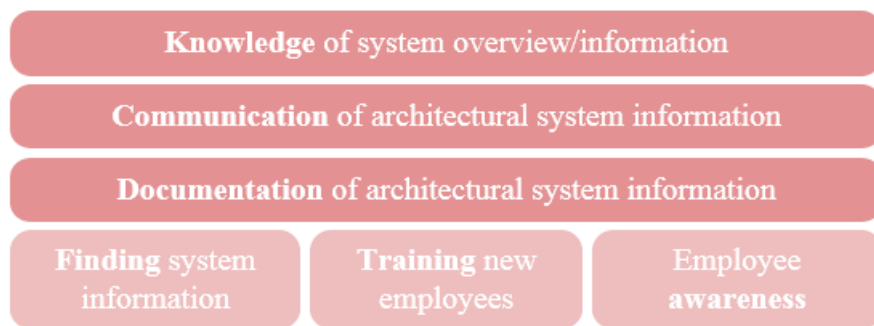 Knowledge of system overview/information
Communication of architectural system information
Documentation of architectural system information
Finding system
information
Training new
employees
Employee
awareness